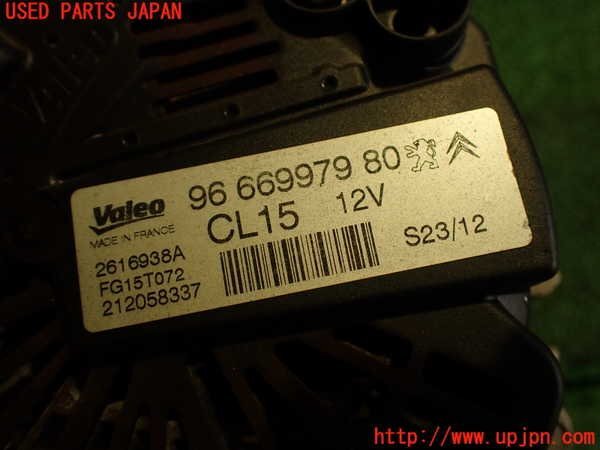 USED PARTS JAPAN
VALEO
Valeo
96 669979 80
MADE IN FRANCE
CL15 12V
2616938A
FG15T072
212058337
S23/12
http://www.upjpn.com/